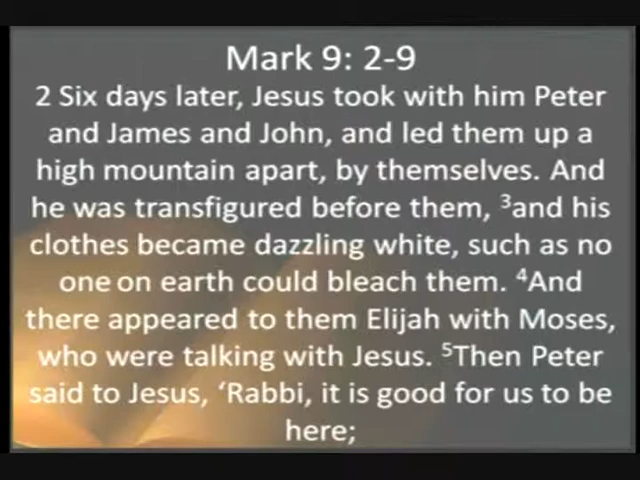 Mark 9: 2-9
2 Six days later, Jesus took with him Peter
and James and John, and led them up a
high mountain apart, by themselves. And
he was transfigured before them, ³and his
clothes became dazzling white, such as no
one on earth could bleach them. ⁴And
there appeared to them Elijah with Moses,
who were talking with Jesus. ⁵Then Peter
said to Jesus, ‘Rabbi, it is good for us to be
here;